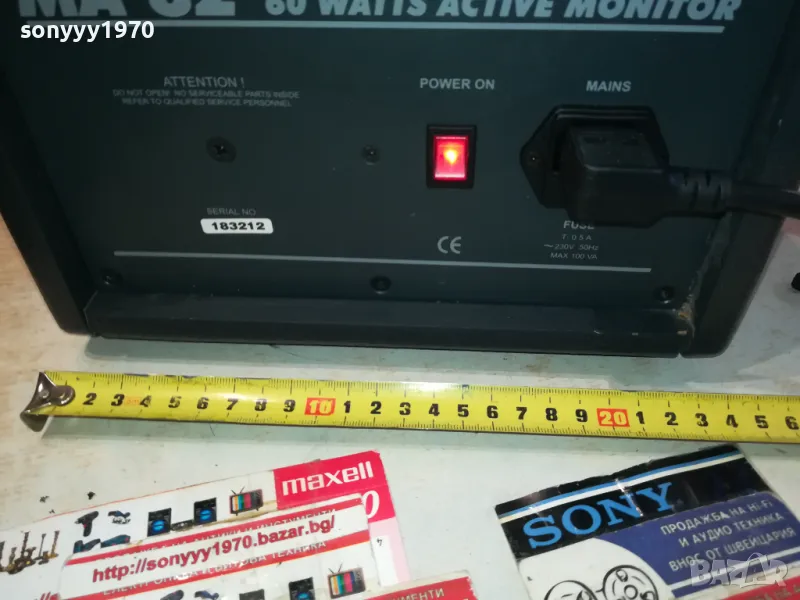 sonyyy1970
MA 82 60 WATTS ACTIVE MONITOR
ATTENTION !
DO NOT OPEN! NO SERVICEABLE PARTS INSIDE
REFER TO QUALIFIED SERVICE PERSONNEL
POWER ON
MAINS
SERIAL NO
183212
CE
FUSE
T 0.5 A
~230V 50Hz
MAX 100 VA
2 3 4 5 6 7 8 9 10 1 2 3 4 5 6 7 8 9 20 1 2 3 4 5 6
maxell
http://sonyyy1970.bazar.bg/
SONY
ПРОДАЖБА НА Hi-Fi
И АУДИО ТЕХНИКА
ВНОС ОТ ШВЕЙЦАРИЯ
BAZAR